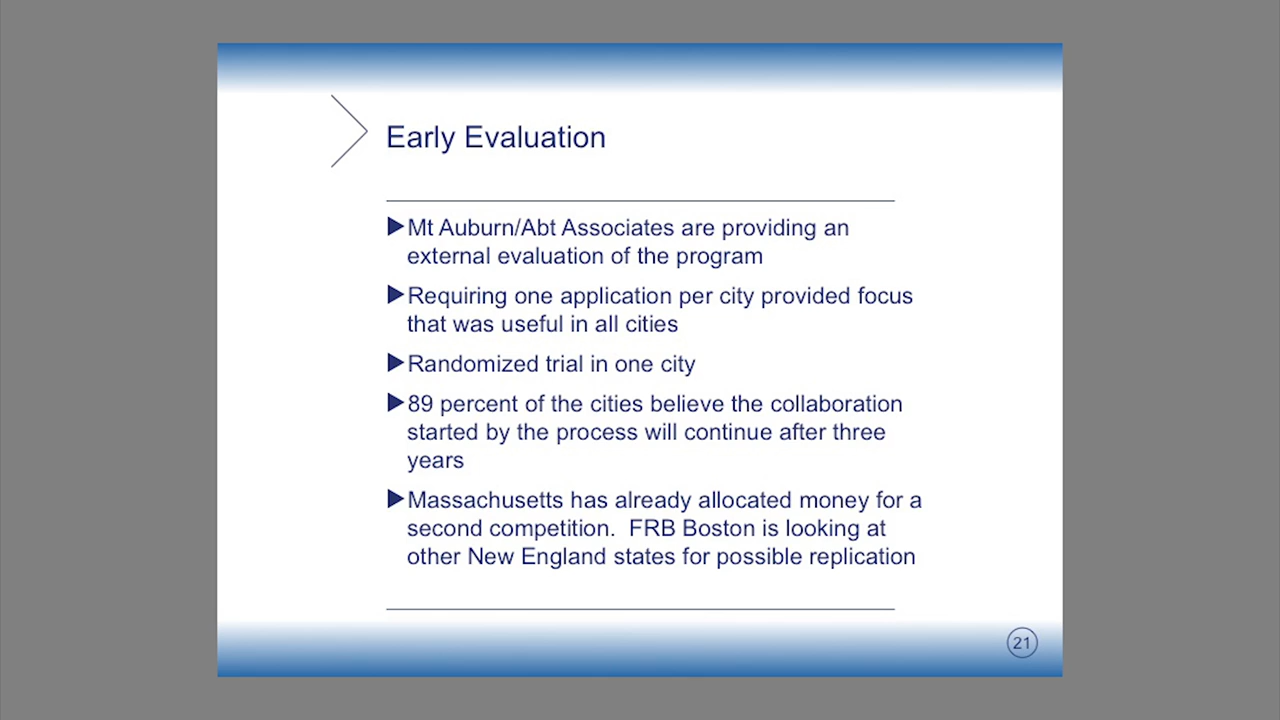 Early Evaluation
▶Mt Auburn/Abt Associates are providing an
external evaluation of the program
▶Requiring one application per city provided focus
that was useful in all cities
▶Randomized trial in one city
▶89 percent of the cities believe the collaboration
started by the process will continue after three
years
▶Massachusetts has already allocated money for a
second competition.  FRB Boston is looking at
other New England states for possible replication
21